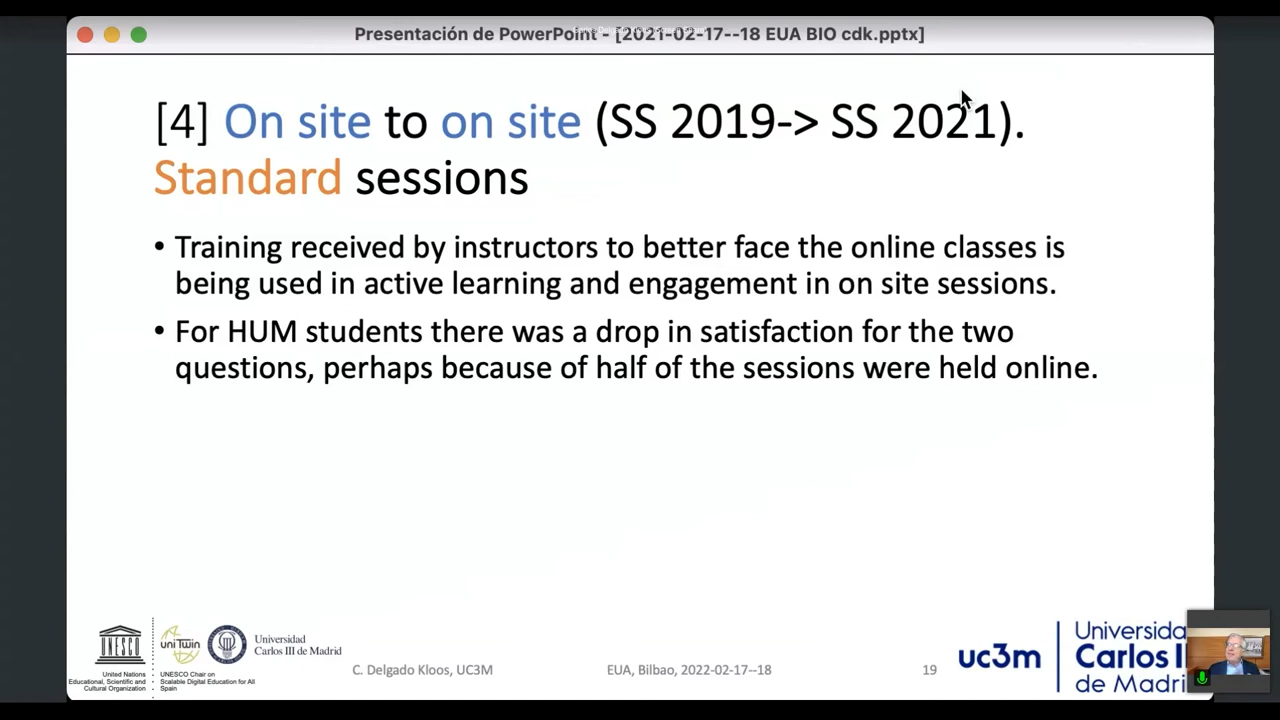 Presentación de PowerPoint - [2021-02-17--18 EUA BIO cdk.pptx]
[4] On site to on site (SS 2019-> SS 2021).
Standard sessions
• Training received by instructors to better face the online classes is
being used in active learning and engagement in on site sessions.
• For HUM students there was a drop in satisfaction for the two
questions, perhaps because of half of the sessions were held online.
UNESCO
United Nations
Educational, Scientific and
Cultural Organization
uniTwin
UNESCO Chair on
Scalable Digital Education for All
Spain
Universidad
Carlos III de Madrid
C. Delgado Kloos, UC3M
EUA, Bilbao, 2022-02-17--18
19
uc3m
Universida
Carlos II
de Madri